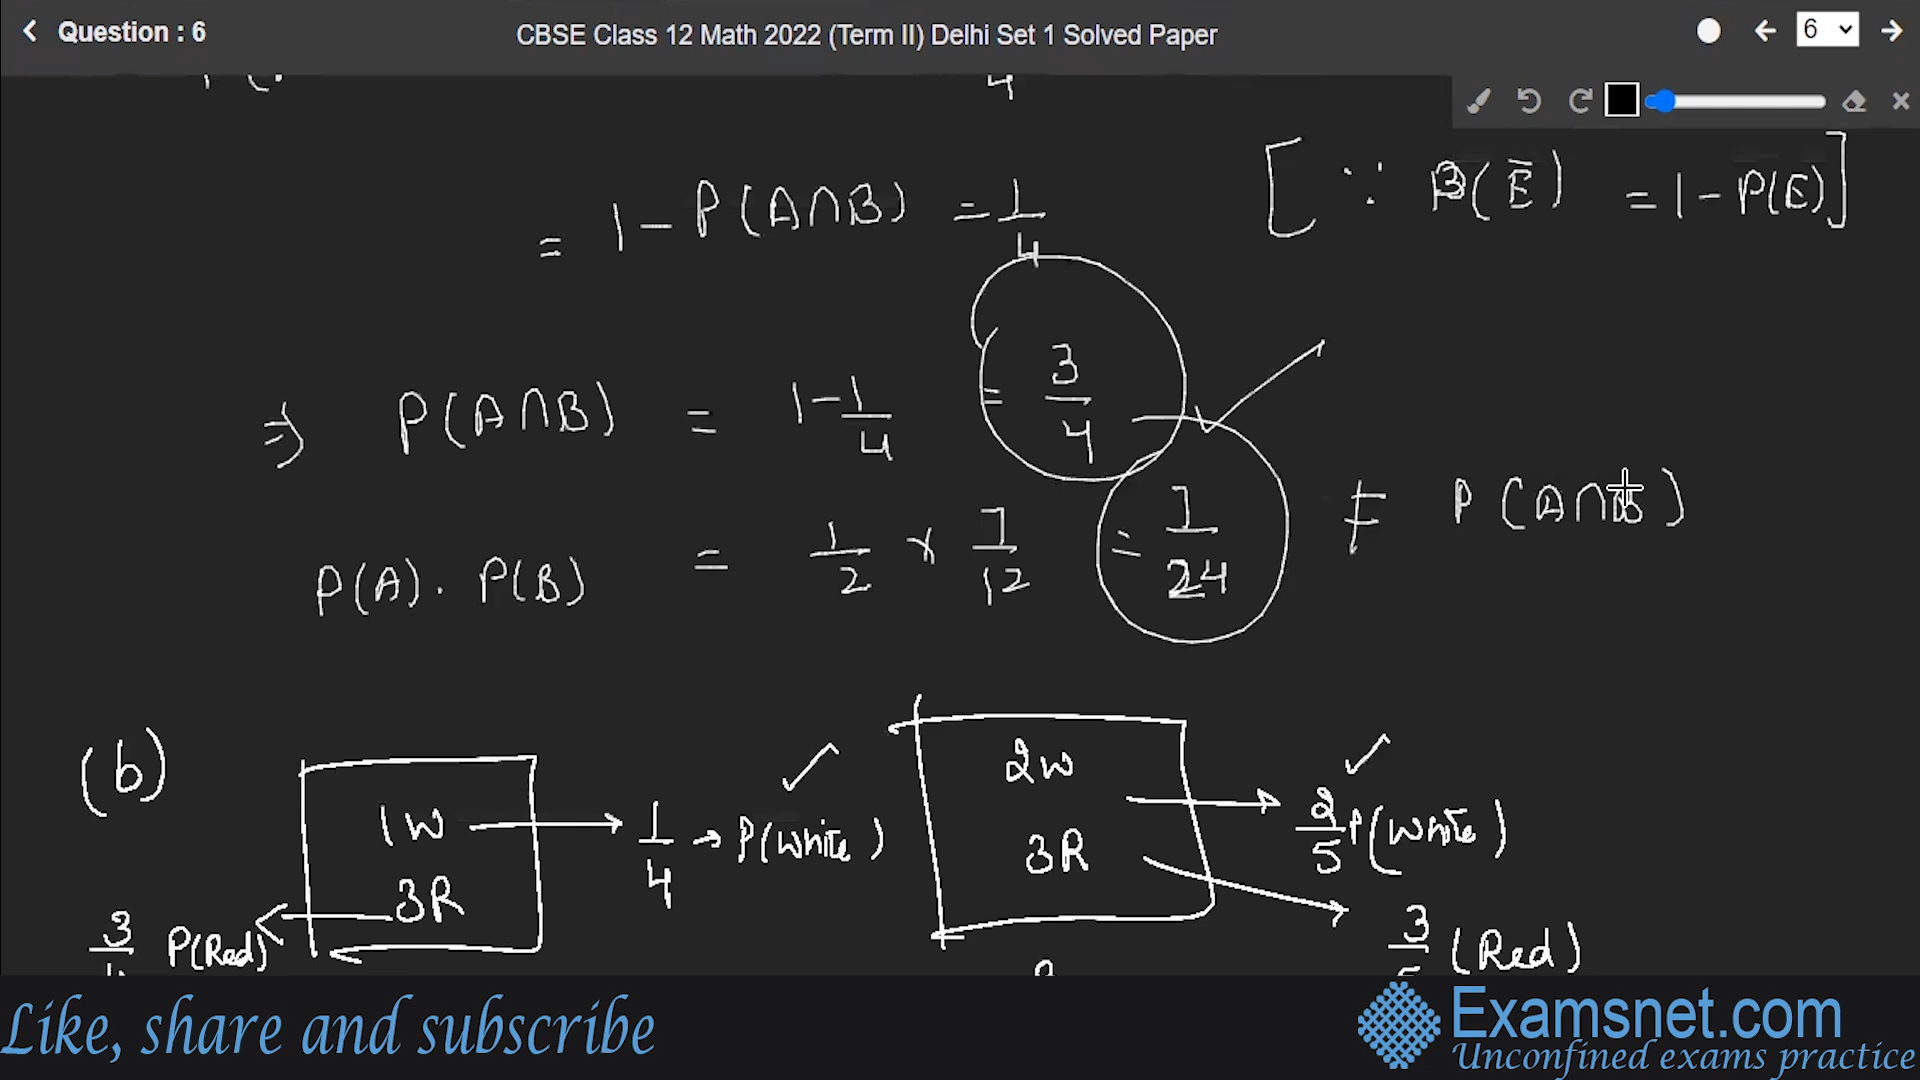 Question : 6
CBSE Class 12 Math 2022 (Term II) Delhi Set 1 Solved Paper
6
4
= 1 - P(A∩B) = 1/4
[∵ P(Ē) = 1 - P(E)]
⇒ P(A∩B) = 1 - 1/4 = 3/4
P(A). P(B) = 1/2 × 7/12 = 7/24 ≠ P(A∩B)
(b)
1W → 1/4 → P(White)
3R
3 P(Red)
2W → 2/5 P(White)
3R
3/5 (Red)
Like, share and subscribe
Examsnet.com
Unconfined exams practice